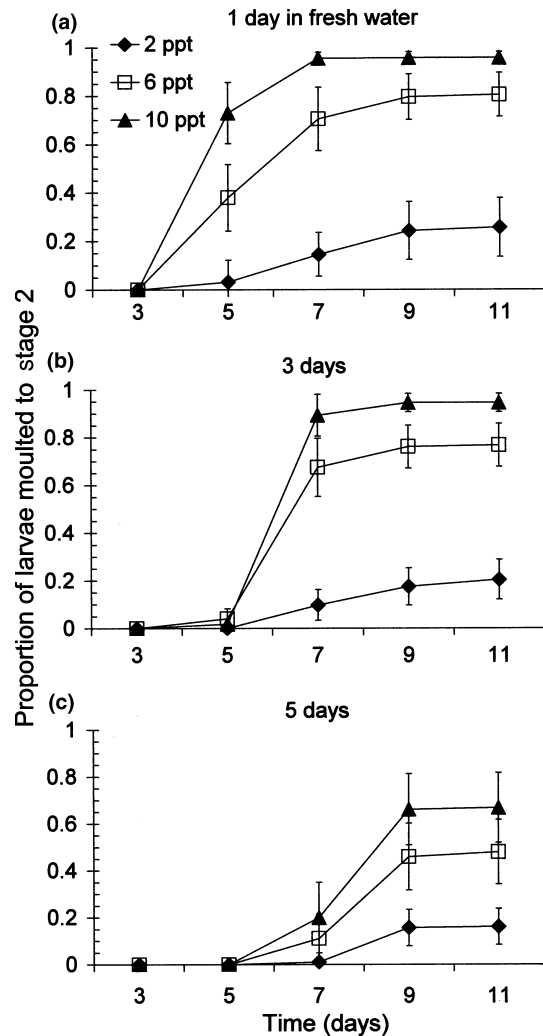 (a)
1 day in fresh water
2 ppt
6 ppt
10 ppt
1
0.8
0.6
0.4
0.2
0
3 5 7 9 11
(b)
3 days
1
0.8
0.6
0.4
0.2
0
3 5 7 9 11
(c)
5 days
1
0.8
0.6
0.4
0.2
0
3 5 7 9 11
Time (days)
Proportion of larvae moulted to stage 2